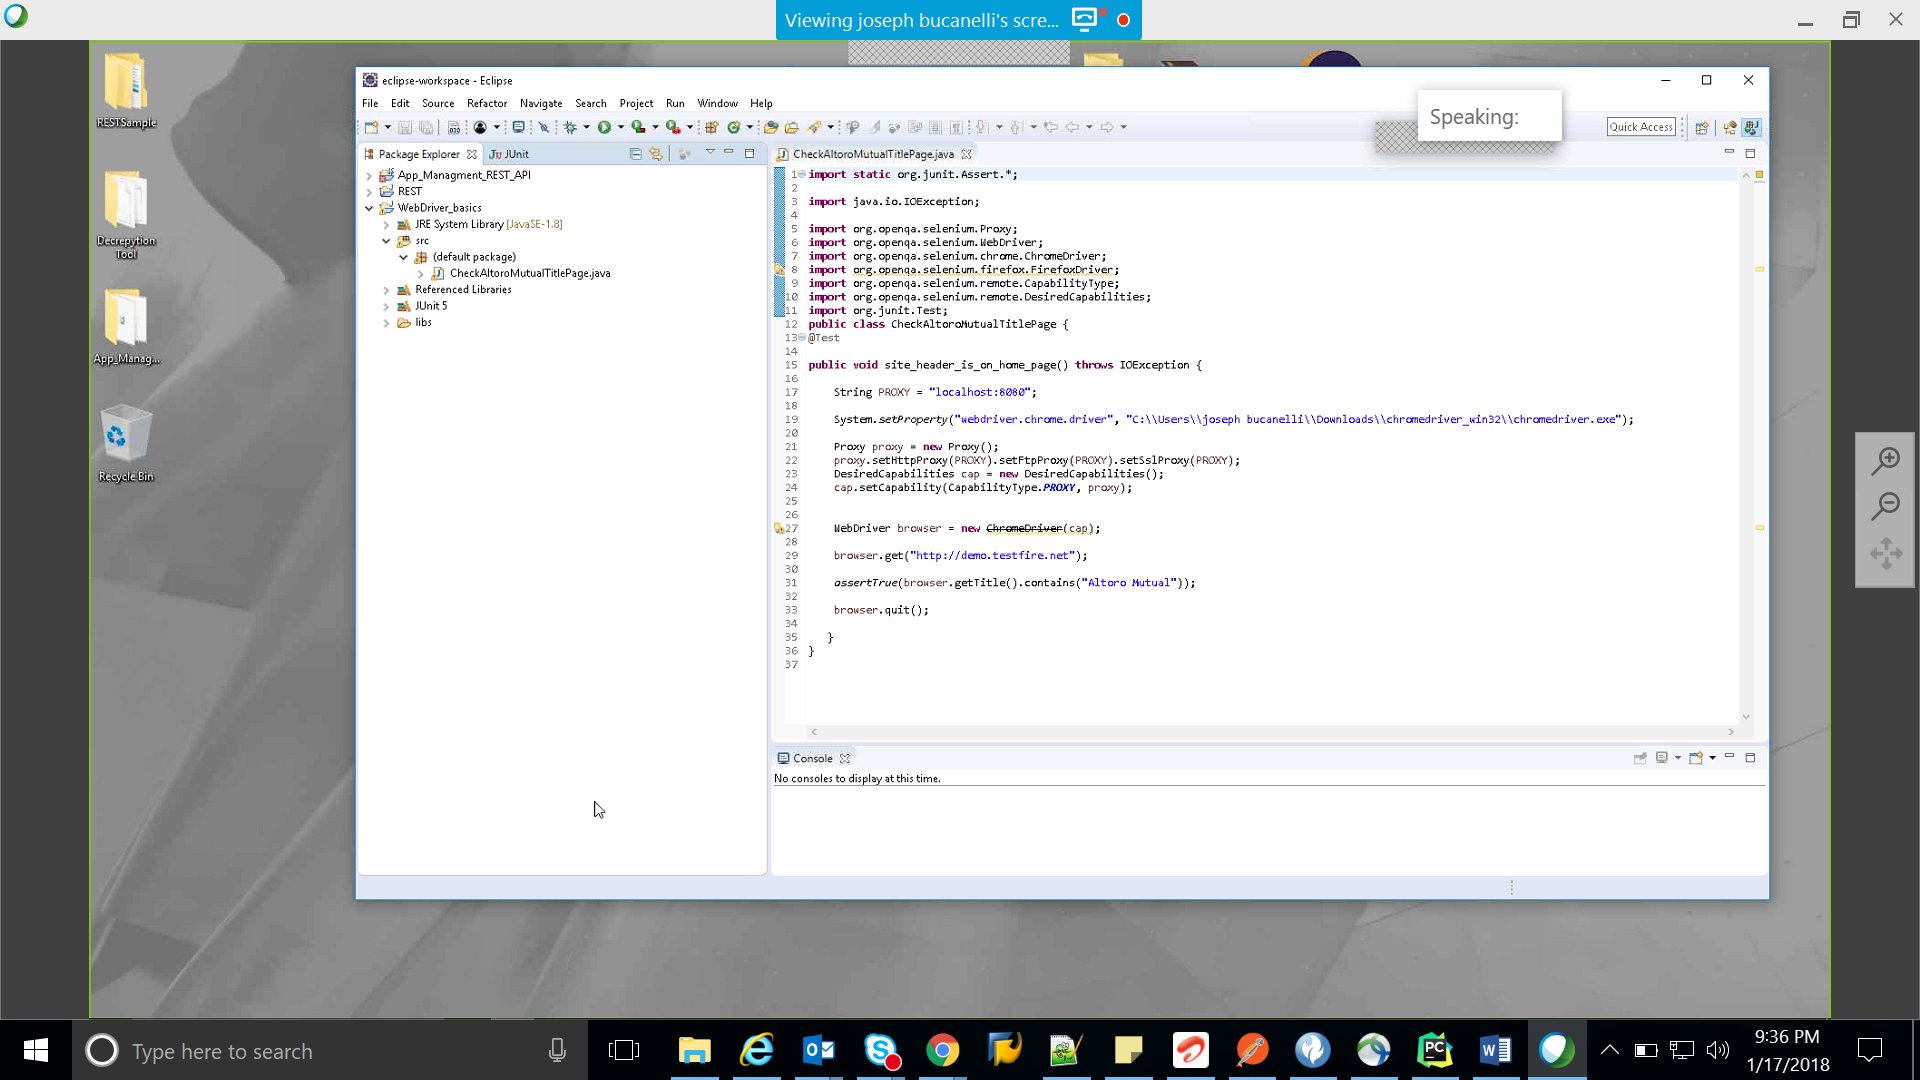 Viewing joseph bucanelli's scre...
RESTSample
Decrepytion
Tool
App_Manag...
Recycle Bin
eclipse-workspace - Eclipse
File Edit Source Refactor Navigate Search Project Run Window Help
Speaking:
Quick Access
Package Explorer
JUnit
App_Managment_REST_API
REST
WebDriver_basics
JRE System Library [JavaSE-1.8]
src
(default package)
CheckAltoroMutualTitlePage.java
Referenced Libraries
JUnit 5
libs
CheckAltoroMutualTitlePage.java
1 import static org.junit.Assert.*;
2
3 import java.io.IOException;
4
5 import org.openqa.selenium.Proxy;
6 import org.openqa.selenium.WebDriver;
7 import org.openqa.selenium.chrome.ChromeDriver;
8 import org.openqa.selenium.firefox.FirefoxDriver;
9 import org.openqa.selenium.remote.CapabilityType;
10 import org.openqa.selenium.remote.DesiredCapabilities;
11 import org.junit.Test;
12 public class CheckAltoroMutualTitlePage {
13 @Test
14
15 public void site_header_is_on_home_page() throws IOException {
16
17 String PROXY = "localhost:8080";
18
19 System.setProperty("webdriver.chrome.driver", "C:\\Users\\joseph bucanelli\\Downloads\\chromedriver_win32\\chromedriver.exe");
20
21 Proxy proxy = new Proxy();
22 proxy.setHttpProxy(PROXY).setFtpProxy(PROXY).setSslProxy(PROXY);
23 DesiredCapabilities cap = new DesiredCapabilities();
24 cap.setCapability(CapabilityType.PROXY, proxy);
25
26
27 WebDriver browser = new ChromeDriver(cap);
28
29 browser.get("http://demo.testfire.net");
30
31 assertTrue(browser.getTitle().contains("Altoro Mutual"));
32
33 browser.quit();
34
35 }
36 }
37
Console
No consoles to display at this time.
Type here to search
9:36 PM
1/17/2018